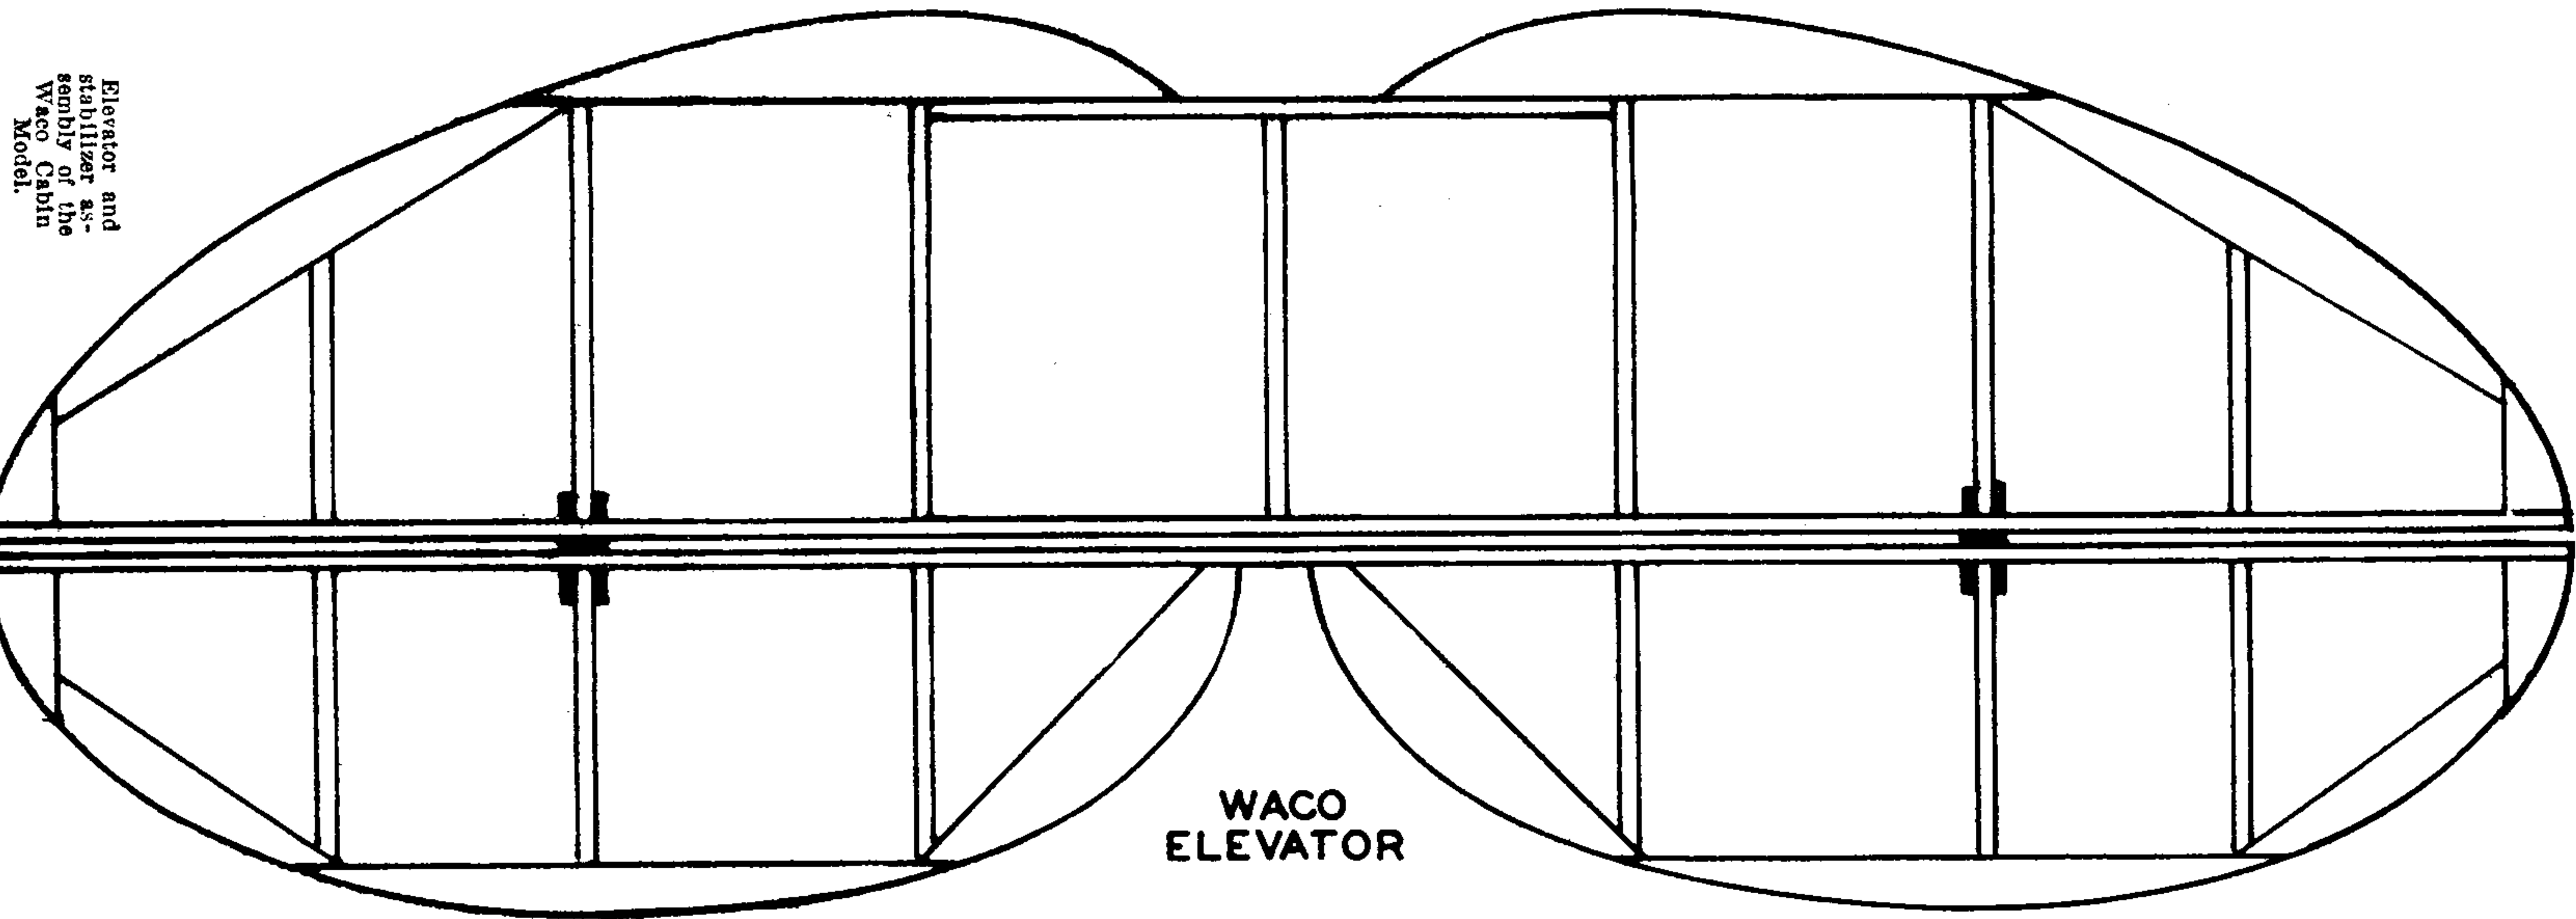 Elevator and
stabilizer as-
sembly of the
Waco Cabin
Model.
WACO
ELEVATOR